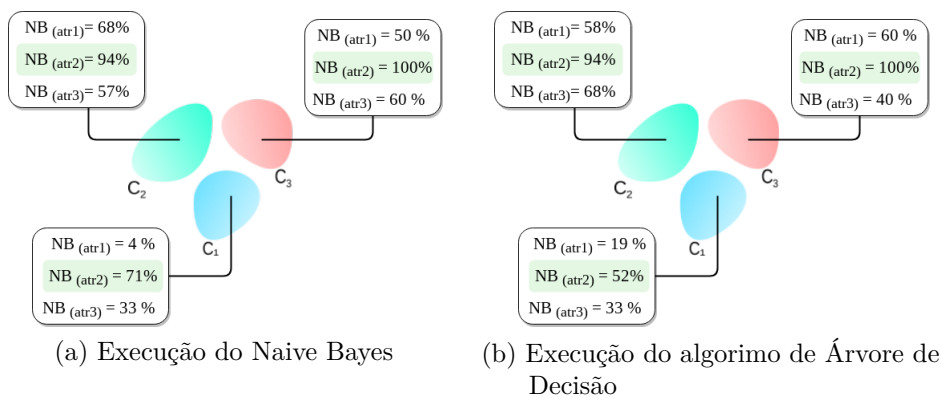 NB (atr1)= 68%
NB (atr2)= 94%
NB (atr3)= 57%
NB (atr1) = 50 %
NB (atr2) = 100%
NB (atr3) = 60 %
C2
C3
C1
NB (atr1) = 4 %
NB (atr2) = 71%
NB (atr3) = 33 %
(a) Execução do Naive Bayes
NB (atr1)= 58%
NB (atr2)= 94%
NB (atr3)= 68%
NB (atr1) = 60 %
NB (atr2) = 100%
NB (atr3) = 40 %
C2
C3
C1
NB (atr1) = 19 %
NB (atr2) = 52%
NB (atr3) = 33 %
(b) Execução do algorimo de Árvore de
Decisão